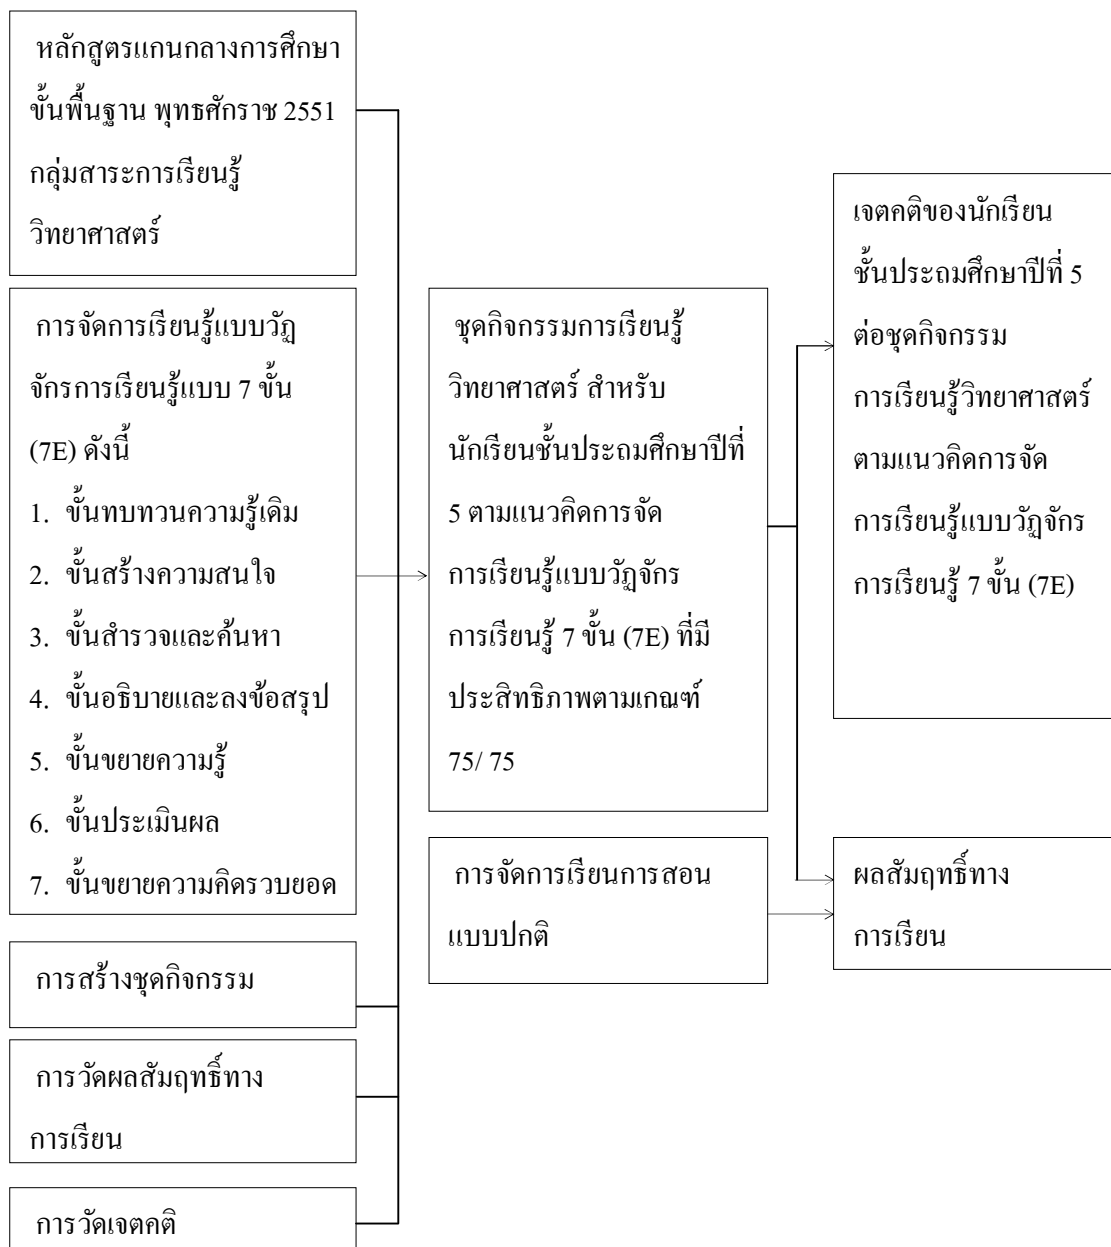 หลักสูตรแกนกลางการศึกษา
ขั้นพื้นฐาน พุทธศักราช 2551
กลุ่มสาระการเรียนรู้
วิทยาศาสตร์
การจัดการเรียนรู้แบบวัฏ
จักรการเรียนรู้แบบ 7 ขั้น
(7E) ดังนี้
1. ขั้นทบทวนความรู้เดิม
2. ขั้นสร้างความสนใจ
3. ขั้นสำรวจและค้นหา
4. ขั้นอธิบายและลงข้อสรุป
5. ขั้นขยายความรู้
6. ขั้นประเมินผล
7. ขั้นขยายความคิดรวบยอด
การสร้างชุดกิจกรรม
การวัดผลสัมฤทธิ์ทาง
การเรียน
การวัดเจตคติ
ชุดกิจกรรมการเรียนรู้
วิทยาศาสตร์ สำหรับ
นักเรียนชั้นประถมศึกษาปีที่
5 ตามแนวคิดการจัด
การเรียนรู้แบบวัฏจักร
การเรียนรู้ 7 ขั้น (7E) ที่มี
ประสิทธิภาพตามเกณฑ์
75/ 75
การจัดการเรียนการสอน
แบบปกติ
เจตคติของนักเรียน
ชั้นประถมศึกษาปีที่ 5
ต่อชุดกิจกรรม
การเรียนรู้วิทยาศาสตร์
ตามแนวคิดการจัด
การเรียนรู้แบบวัฏจักร
การเรียนรู้ 7 ขั้น (7E)
ผลสัมฤทธิ์ทาง
การเรียน